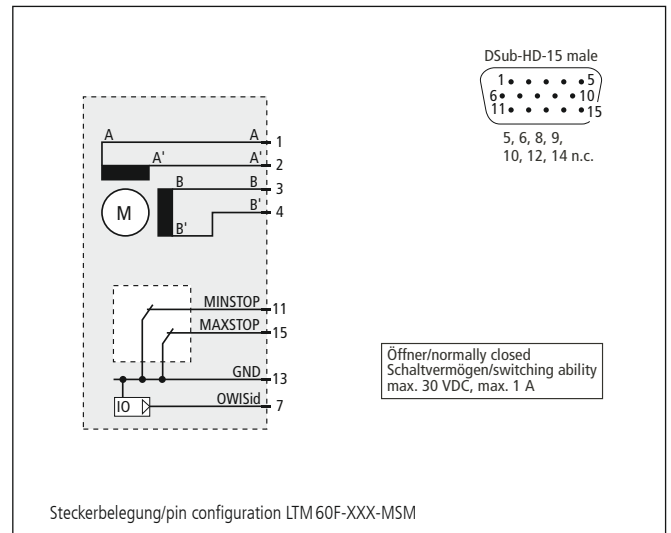 DSub-HD-15 male
1 5
6 10
11 15
5, 6, 8, 9,
10, 12, 14 n.c.
A A 1
A' A' 2
B B 3
M B' 4
B'
MINSTOP 11
MAXSTOP 15
GND 13
IO OWISid 7
Öffner/normally closed
Schaltvermögen/switching ability
max. 30 VDC, max. 1 A
Steckerbelegung/pin configuration LTM 60F-XXX-MSM